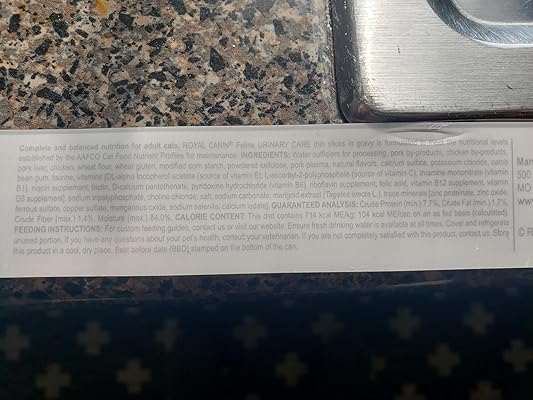 Complete and balanced nutrition for adult cats. ROYAL CANIN® Feline URINARY CARE thin slices in gravy is formulated to meet the nutritional levels
established by the AAFCO Cat Food Nutrient Profiles for maintenance. INGREDIENTS: Water sufficient for processing, pork by-products, chicken by-products,
pork liver, chicken, wheat flour, wheat gluten, modified corn starch, powdered cellulose, pork plasma, natural flavors, calcium sulfate, potassium chloride, carob
bean gum, taurine, vitamins [DL-alpha tocopherol acetate (source of vitamin E), L-ascorbyl-2-polyphosphate (source of vitamin C), thiamine mononitrate (vitamin
B1), niacin supplement, biotin, D-calcium pantothenate, pyridoxine hydrochloride (vitamin B6), riboflavin supplement, folic acid, vitamin B12 supplement, vitamin
D3 supplement], sodium tripolyphosphate, choline chloride, salt, sodium carbonate, marigold extract (Tagetes erecta L.), trace minerals [zinc proteinate, zinc oxide,
ferrous sulfate, copper sulfate, manganous oxide, sodium selenite, calcium iodate]. GUARANTEED ANALYSIS: Crude Protein (min.) 7.7%, Crude Fat (min.) 1.7%,
Crude Fiber (max.) 1.4%, Moisture (max.) 84.0%. CALORIE CONTENT: This diet contains 714 kcal ME/kg; 104 kcal ME/can on an as fed basis (calculated).
FEEDING INSTRUCTIONS: For custom feeding guides, contact us or visit our website. Ensure fresh drinking water is available at all times. Cover and refrigerate
unused portion. If you have any questions about your pet's health, consult your veterinarian. If you are not completely satisfied with this product, contact us. Store
this product in a cool, dry place. Best before date (BBD) stamped on the bottom of the can.
Man
500
MO
www
© R